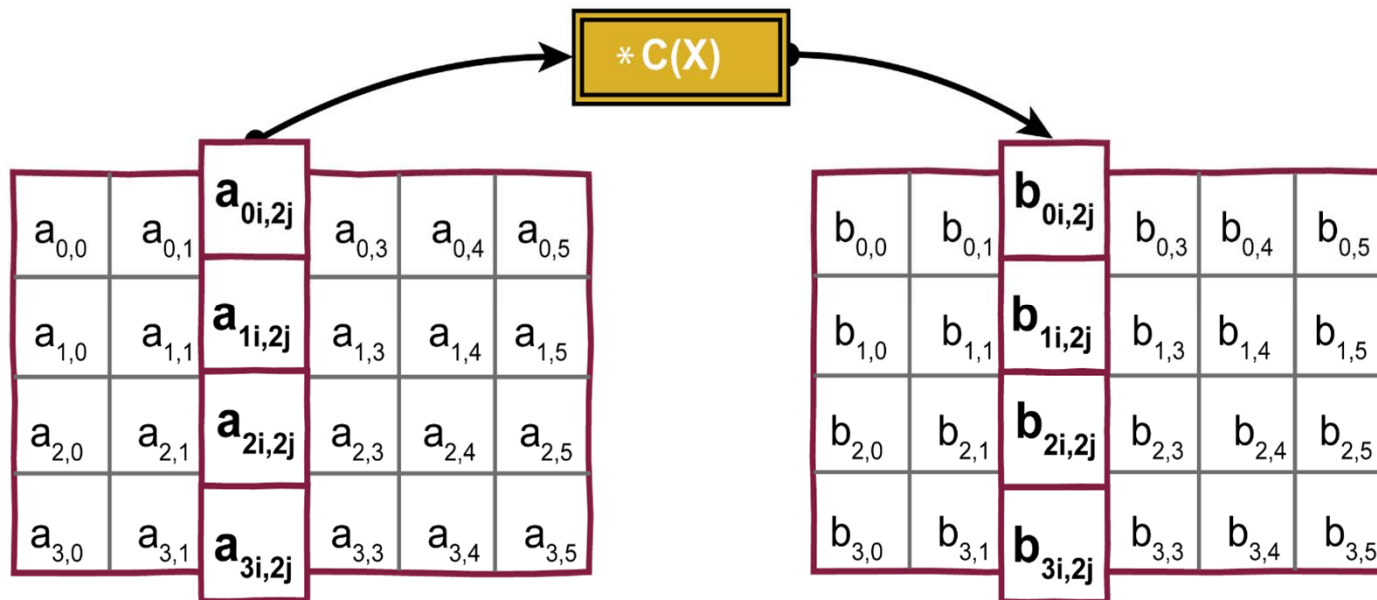 * C(X)
a0,0 a0,1 a0i,2j a0,3 a0,4 a0,5
a1,0 a1,1 a1i,2j a1,3 a1,4 a1,5
a2,0 a2,1 a2i,2j a2,3 a2,4 a2,5
a3,0 a3,1 a3i,2j a3,3 a3,4 a3,5
b0,0 b0,1 b0i,2j b0,3 b0,4 b0,5
b1,0 b1,1 b1i,2j b1,3 b1,4 b1,5
b2,0 b2,1 b2i,2j b2,3 b2,4 b2,5
b3,0 b3,1 b3i,2j b3,3 b3,4 b3,5